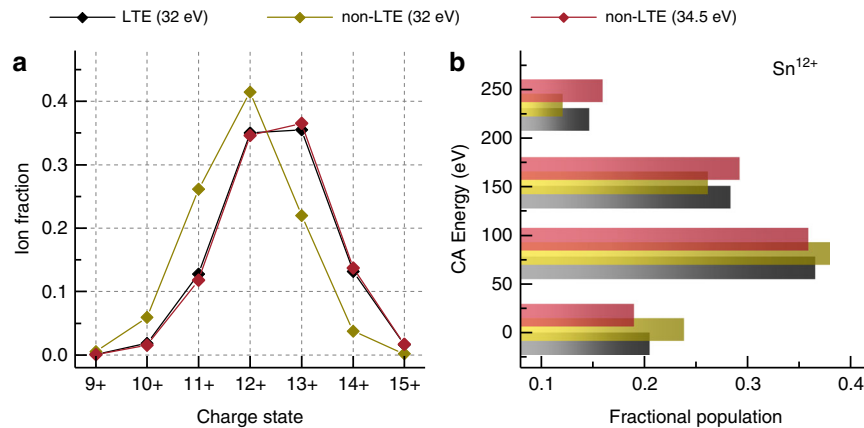 LTE (32 eV) non-LTE (32 eV) non-LTE (34.5 eV)
a
Ion fraction
0.4
0.3
0.2
0.1
0.0
9+ 10+ 11+ 12+ 13+ 14+ 15+
Charge state
b
Sn¹²⁺
CA Energy (eV)
250
200
150
100
50
0
0.1 0.2 0.3 0.4
Fractional population